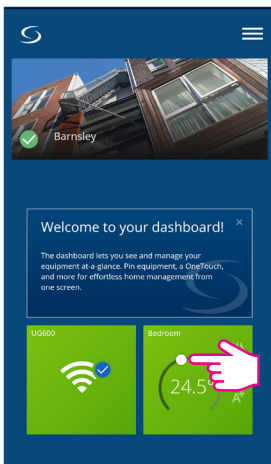 Barnsley
Welcome to your dashboard!
The dashboard lets you see and manage your
equipment at-a-glance. Pin equipment, a OneTouch,
and more for effortless home management from
one screen.
UG600
Bedroom
24.5°
A*